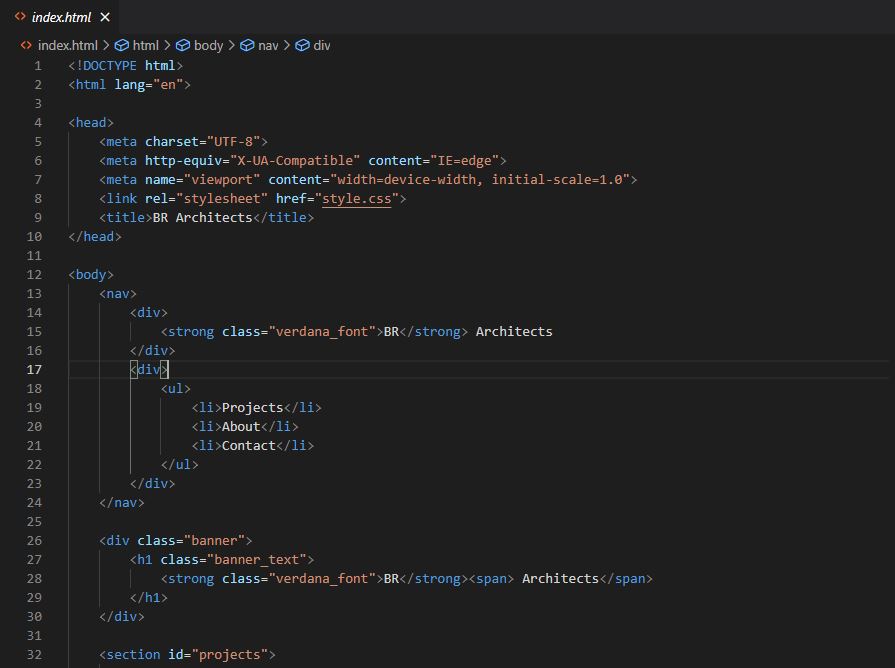 index.html
index.html > html > body > nav > div
1 <!DOCTYPE html>
2 <html lang="en">
3
4 <head>
5     <meta charset="UTF-8">
6     <meta http-equiv="X-UA-Compatible" content="IE=edge">
7     <meta name="viewport" content="width=device-width, initial-scale=1.0">
8     <link rel="stylesheet" href="style.css">
9     <title>BR Architects</title>
10 </head>
11
12 <body>
13     <nav>
14         <div>
15             <strong class="verdana_font">BR</strong> Architects
16         </div>
17         <div>
18             <ul>
19                 <li>Projects</li>
20                 <li>About</li>
21                 <li>Contact</li>
22             </ul>
23         </div>
24     </nav>
25
26     <div class="banner">
27         <h1 class="banner_text">
28             <strong class="verdana_font">BR</strong><span> Architects</span>
29         </h1>
30     </div>
31
32     <section id="projects">